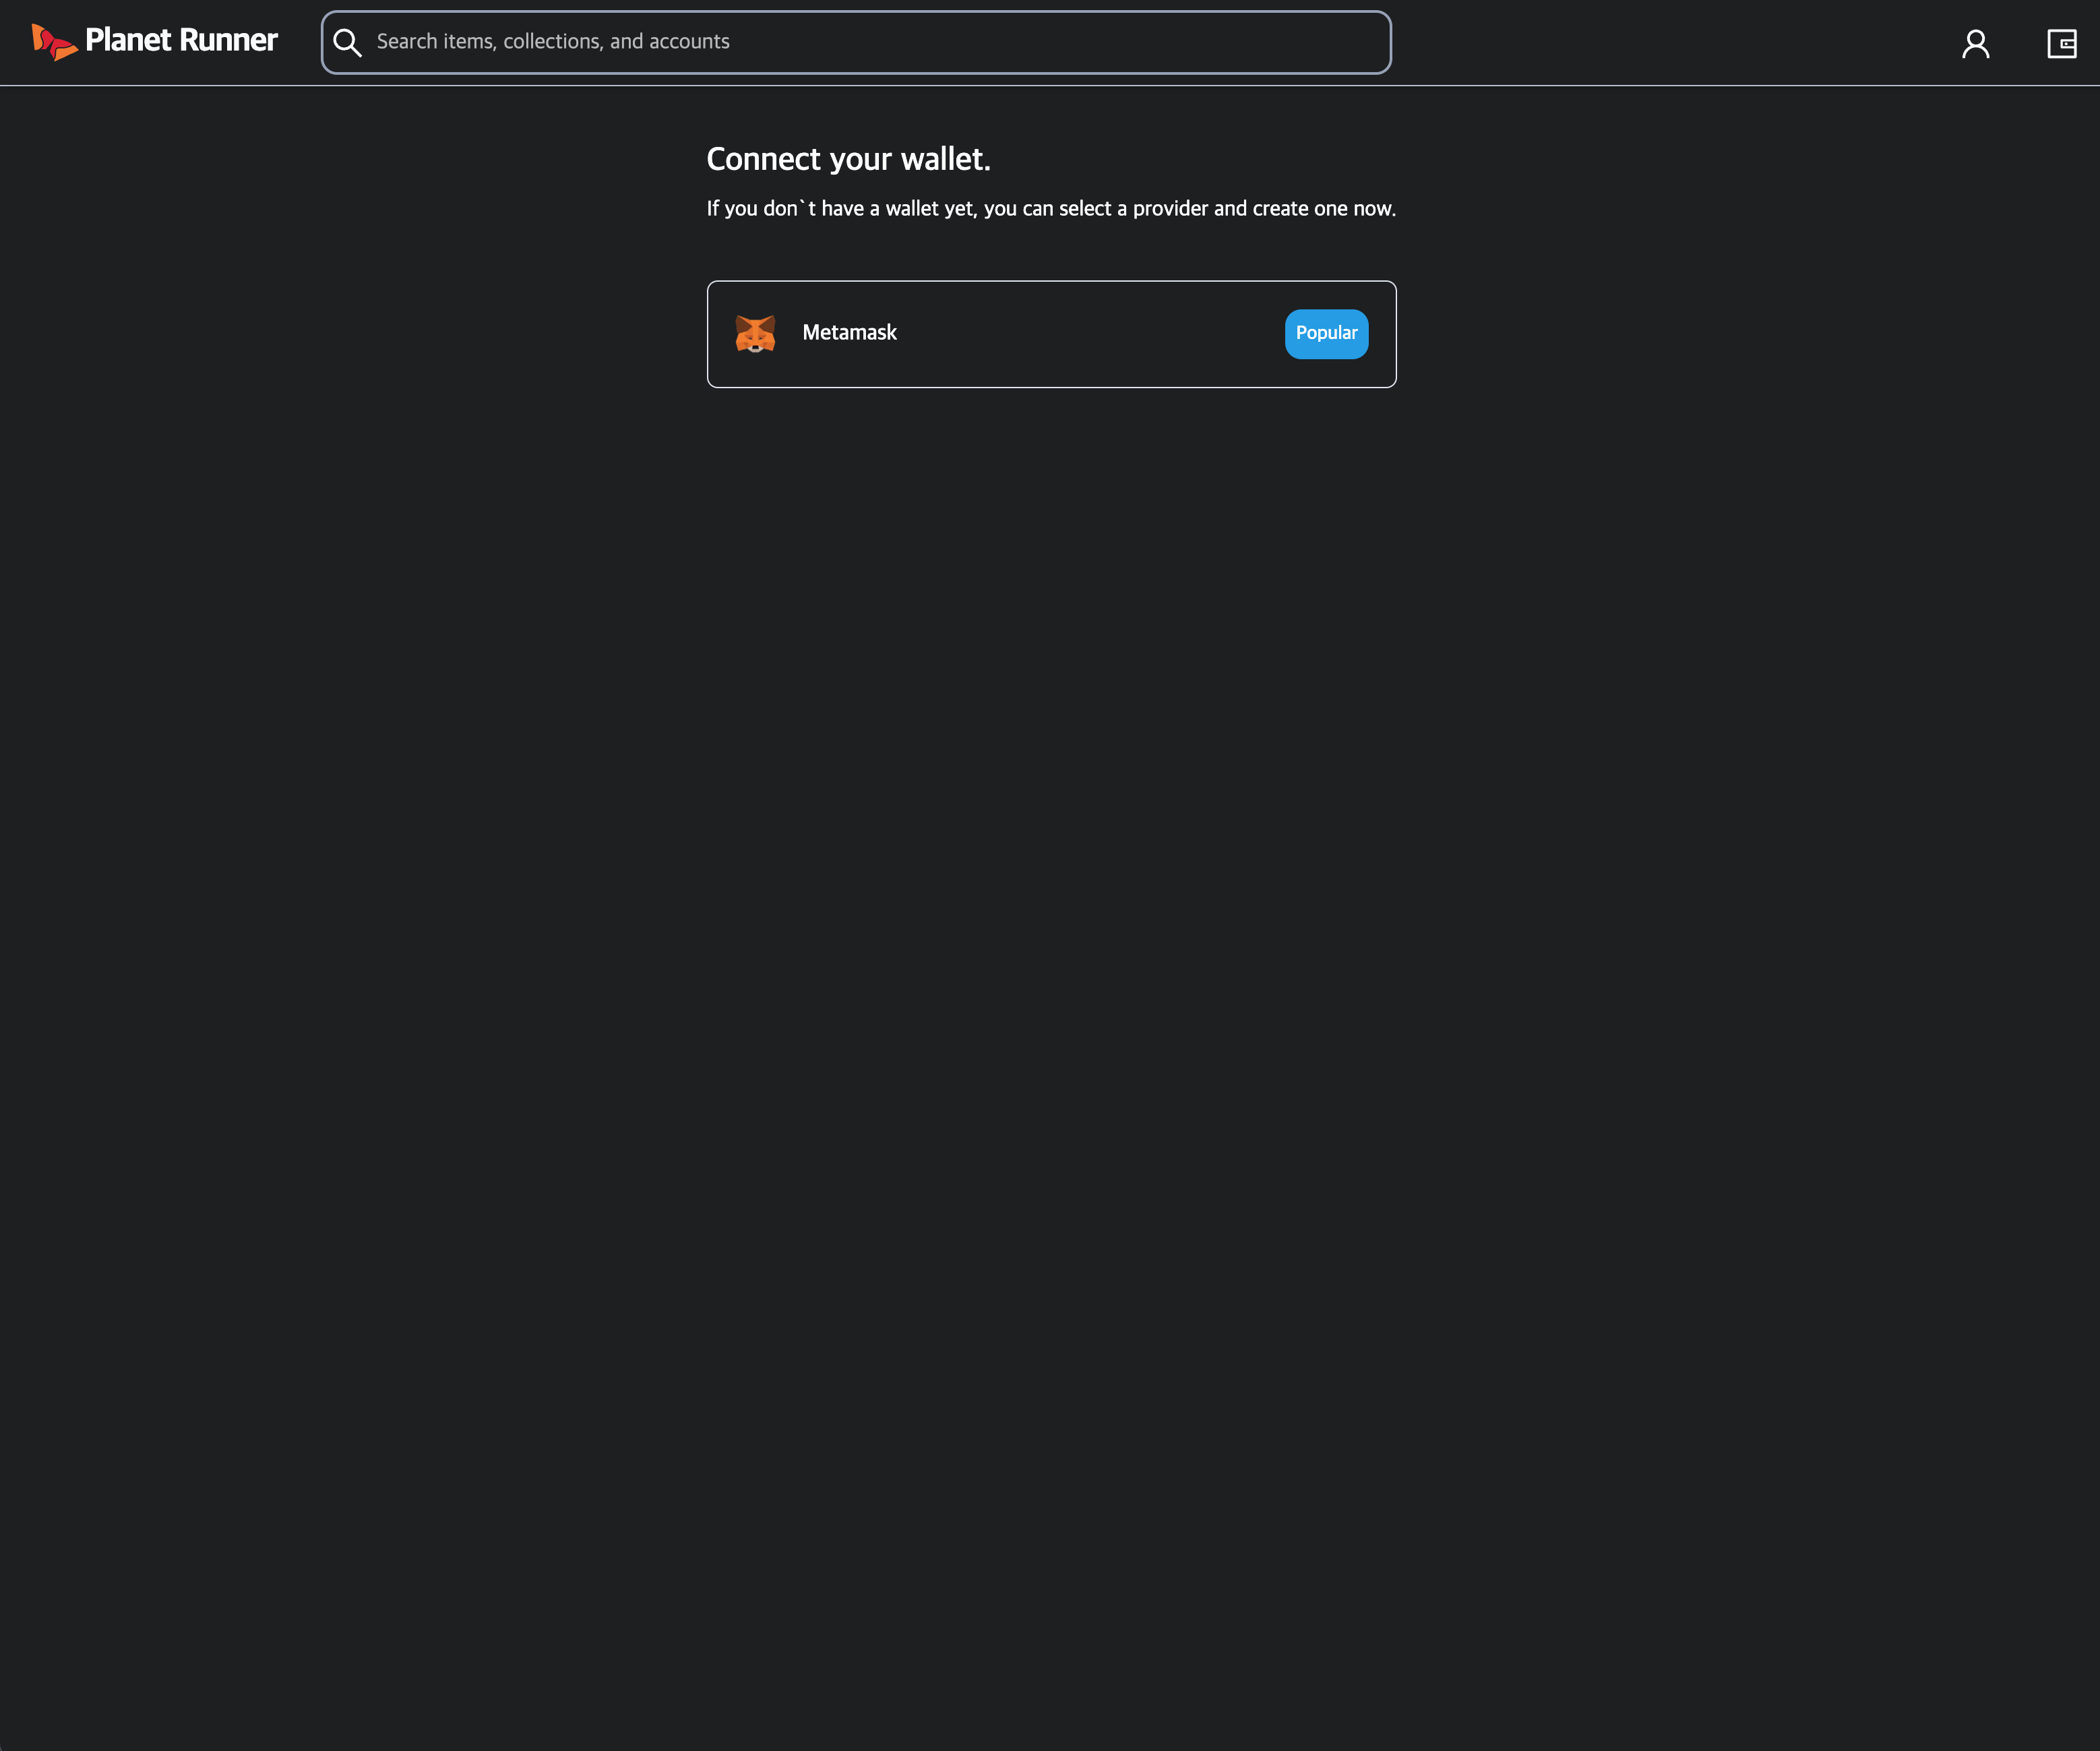 Planet Runner
Search items, collections, and accounts
Connect your wallet.
If you don`t have a wallet yet, you can select a provider and create one now.
Metamask
Popular